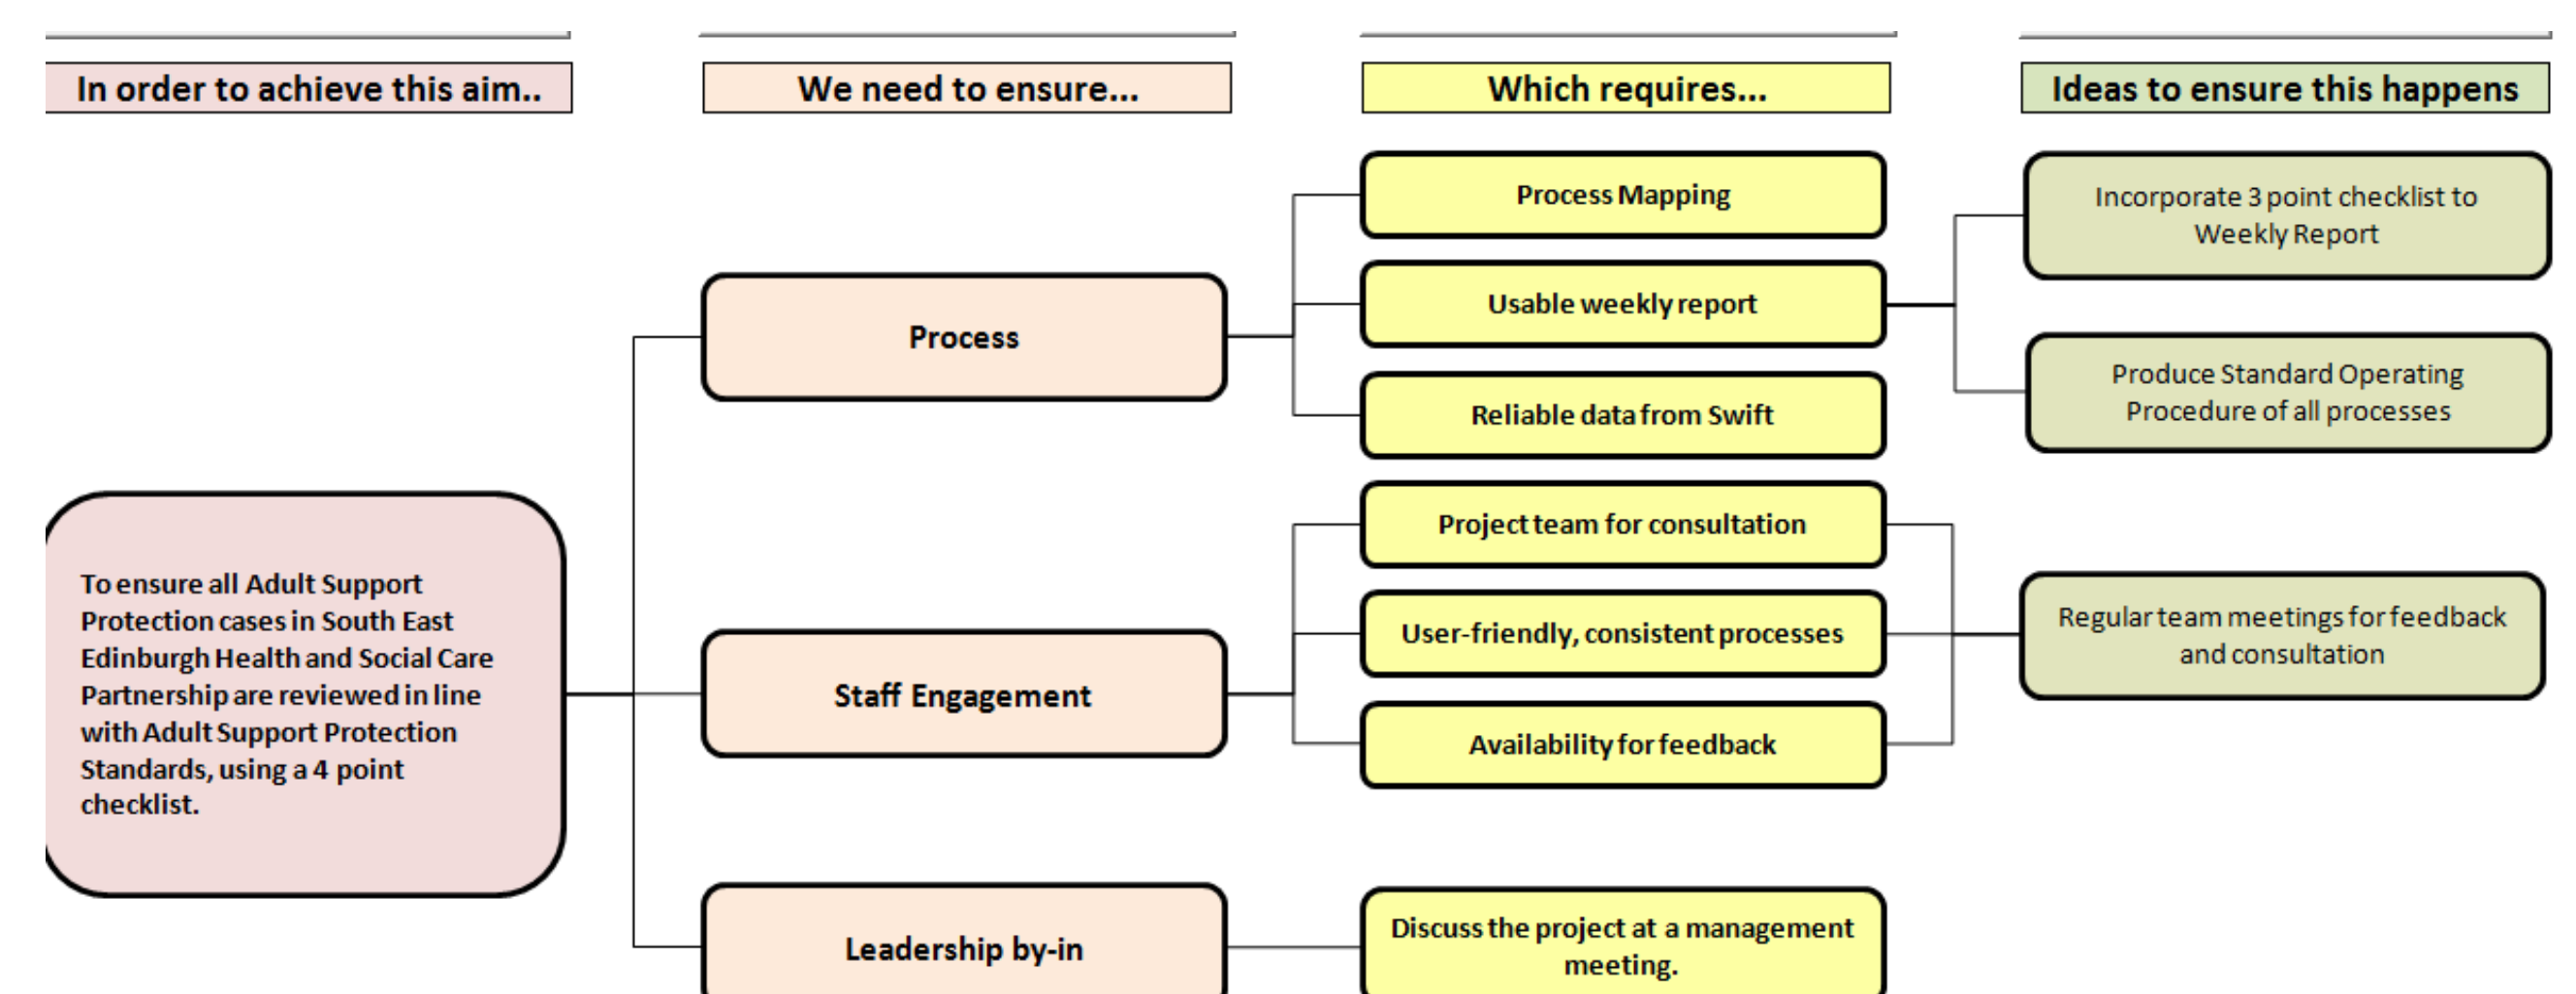 In order to achieve this aim..
We need to ensure...
Which requires...
Ideas to ensure this happens
To ensure all Adult Support
Protection cases in South East
Edinburgh Health and Social Care
Partnership are reviewed in line
with Adult Support Protection
Standards, using a 4 point
checklist.
Process
Staff Engagement
Leadership by-in
Process Mapping
Usable weekly report
Reliable data from Swift
Project team for consultation
User-friendly, consistent processes
Availability for feedback
Discuss the project at a management
meeting.
Incorporate 3 point checklist to
Weekly Report
Produce Standard Operating
Procedure of all processes
Regular team meetings for feedback
and consultation